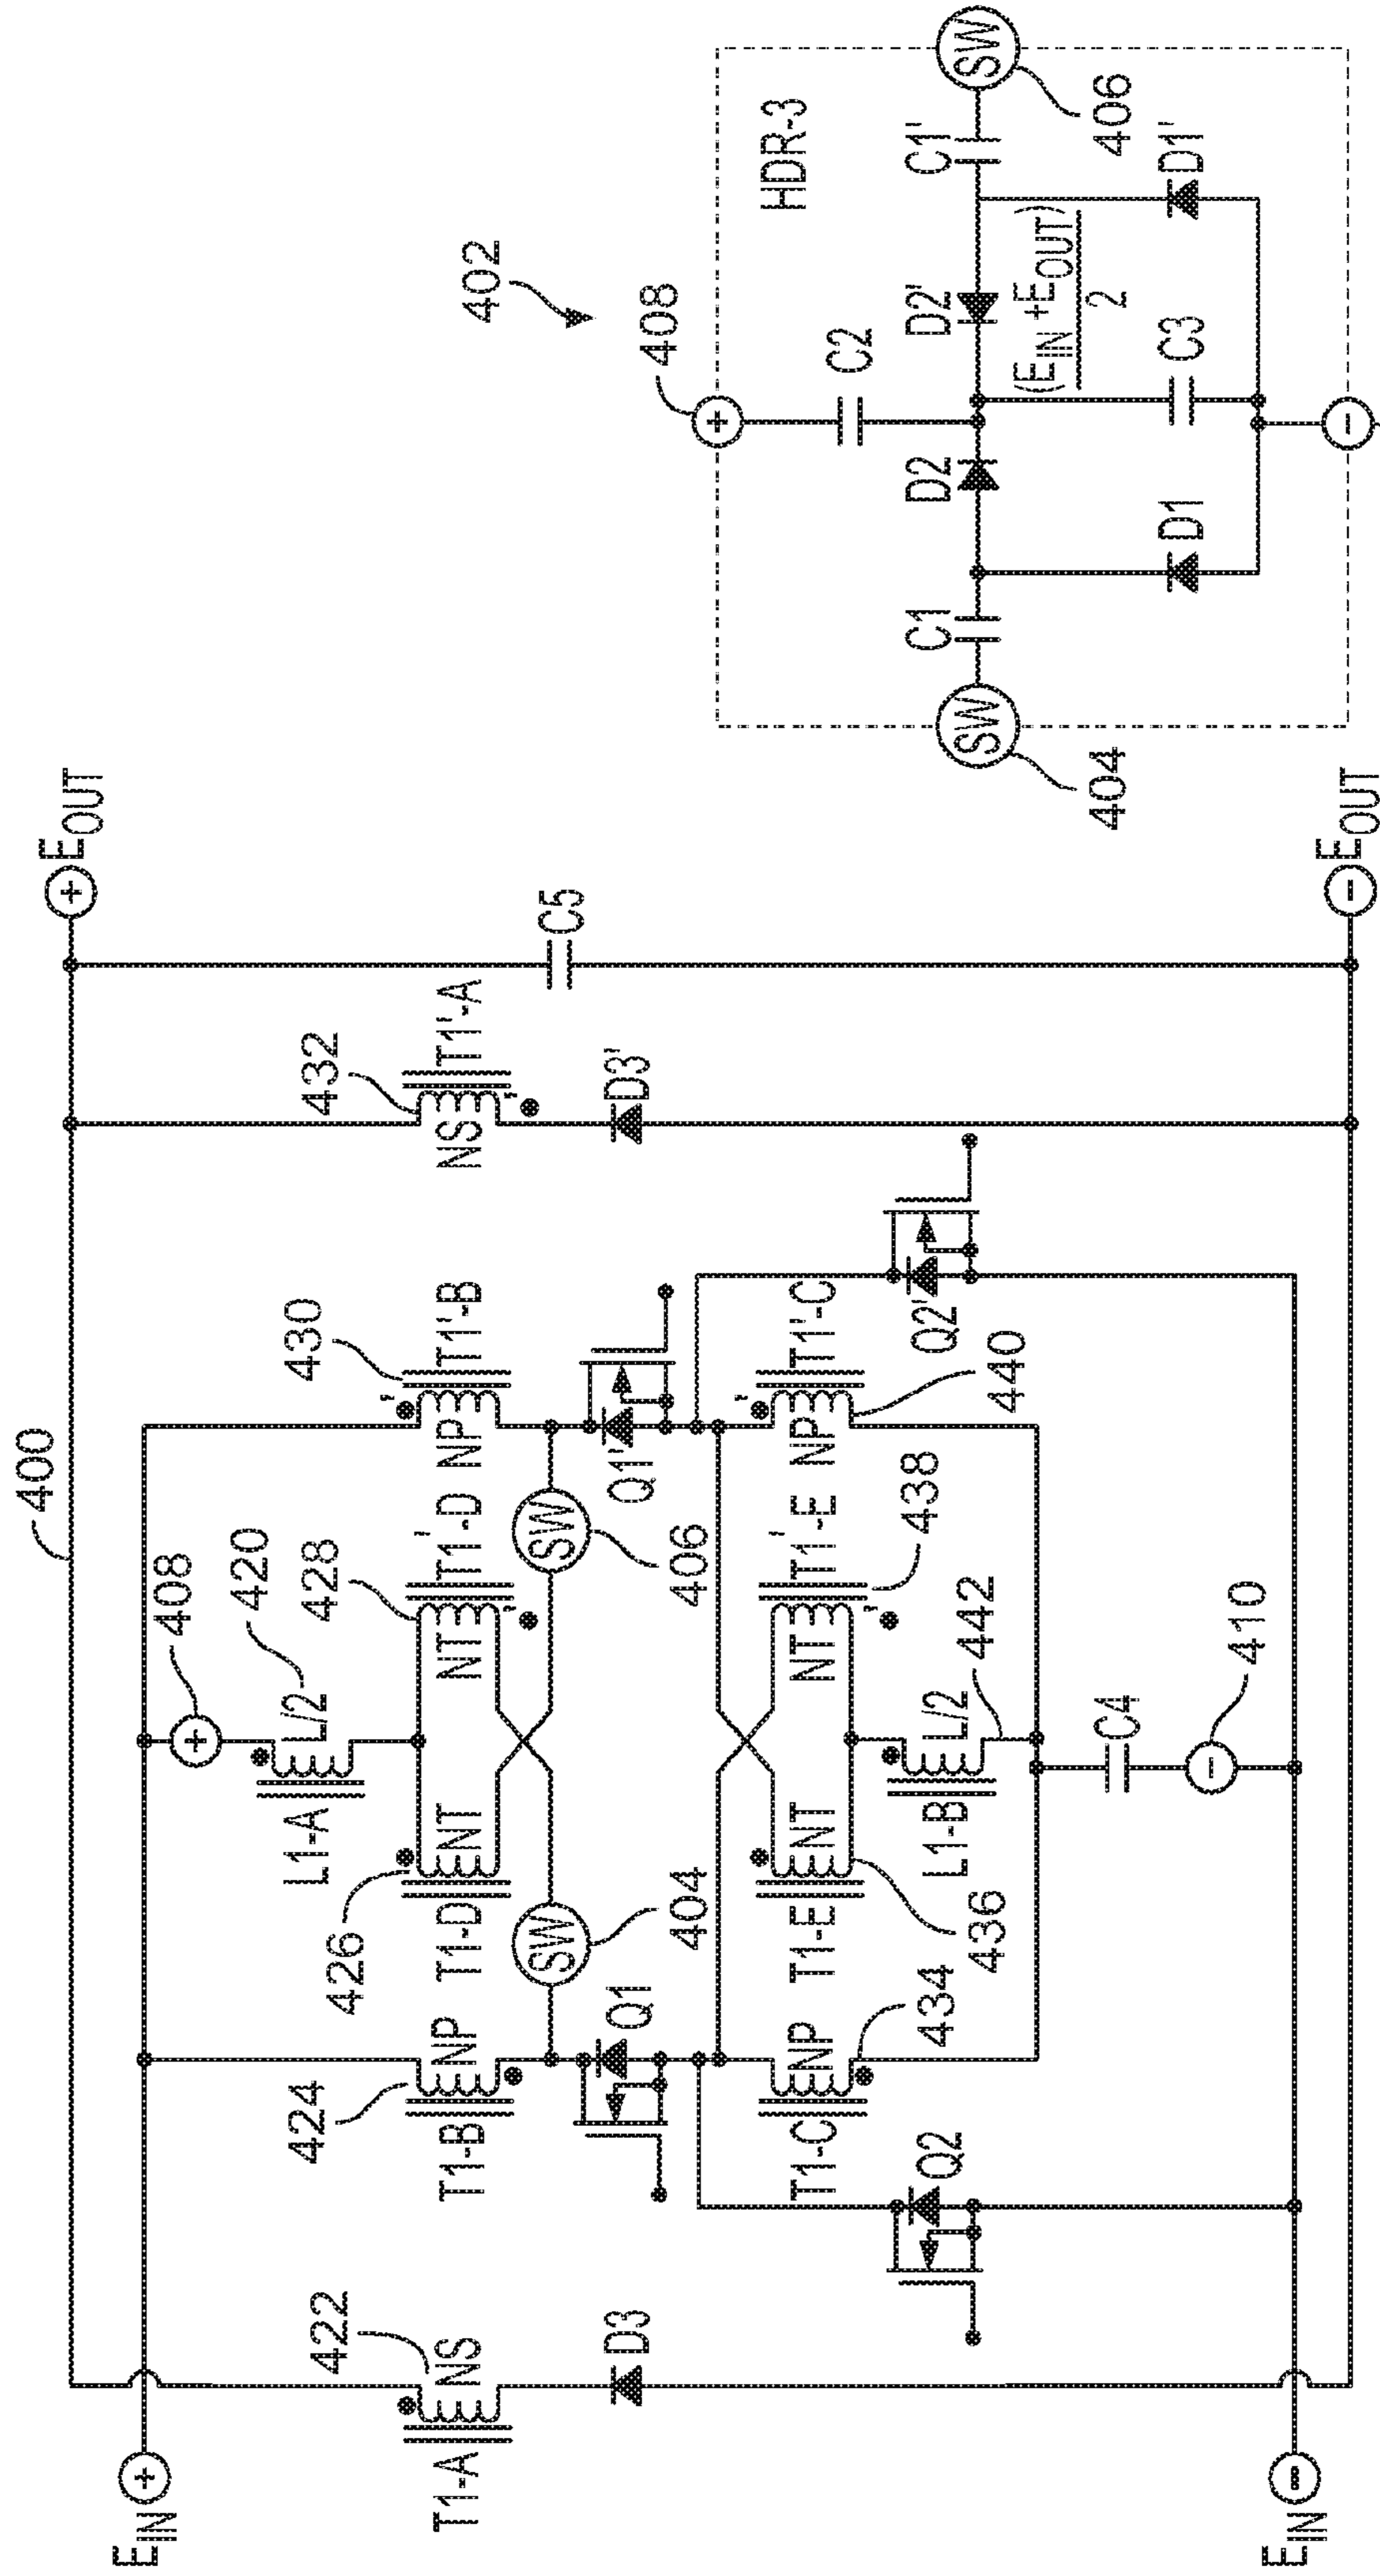 400
E_IN +
+ E_OUT
408
+
420
L1-A
L/2
422
T1-A
NS
424
T1-B
NP
426
T1-D
NT
428
NT
T1'-D
430
NP
T1'-B
432
NS
T1'-A
C5
D3
Q1
404
SW
SW
406
Q1'
D3'
T1-C
NP
434
T1-E
NT
436
NT
T1'-E
438
NP
T1'-C
440
Q2
L1-B
L/2
442
Q2'
C4
−
410
E_IN −
− E_OUT
402
408
+
HDR-3
C2
SW
404
C1
D2
D2'
C1'
SW
406
(E_IN +E_OUT)
2
D1
C3
D1'
−